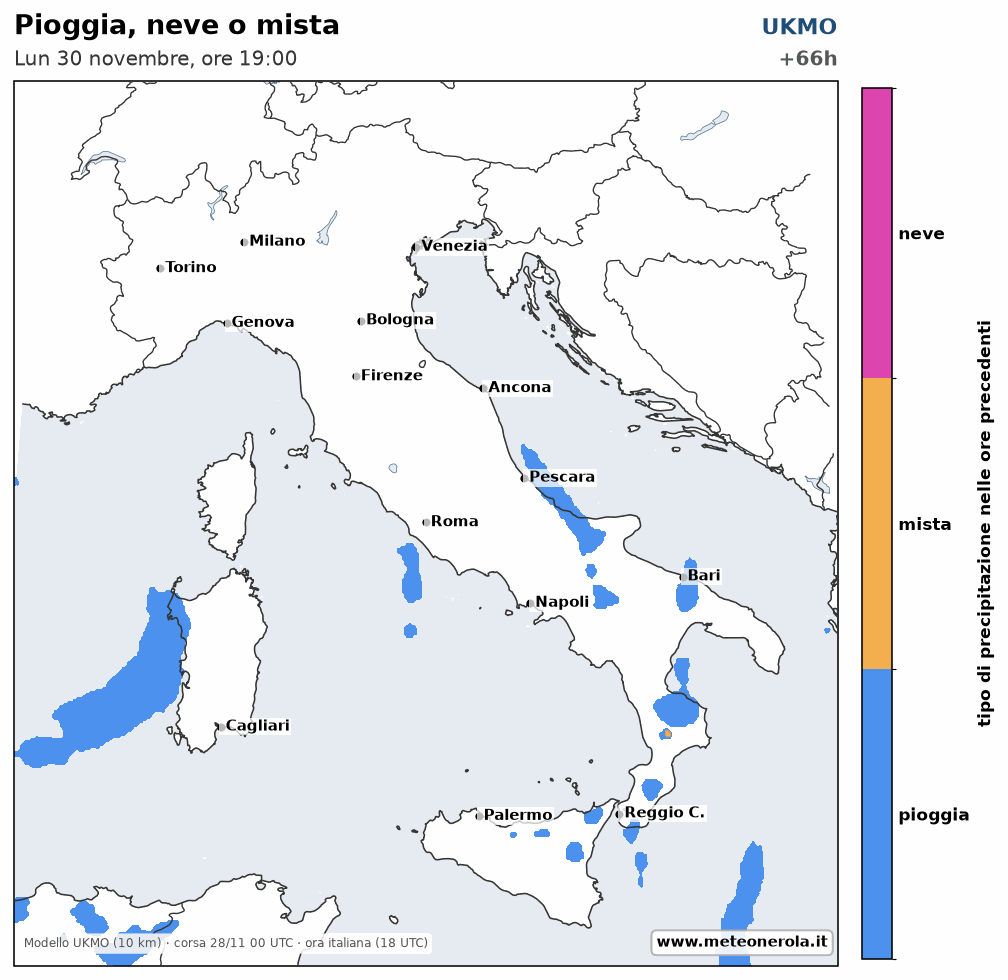 Pioggia, neve o mista
UKMO
Lun 30 novembre, ore 19:00
+66h
neve
Milano
Venezia
Torino
Genova
Bologna
Firenze
Ancona
Pescara
Roma
mista
Bari
Napoli
Cagliari
Palermo
Reggio C.
pioggia
tipo di precipitazione nelle ore precedenti
Modello UKMO (10 km) · corsa 28/11 00 UTC · ora italiana (18 UTC)
www.meteonerola.it